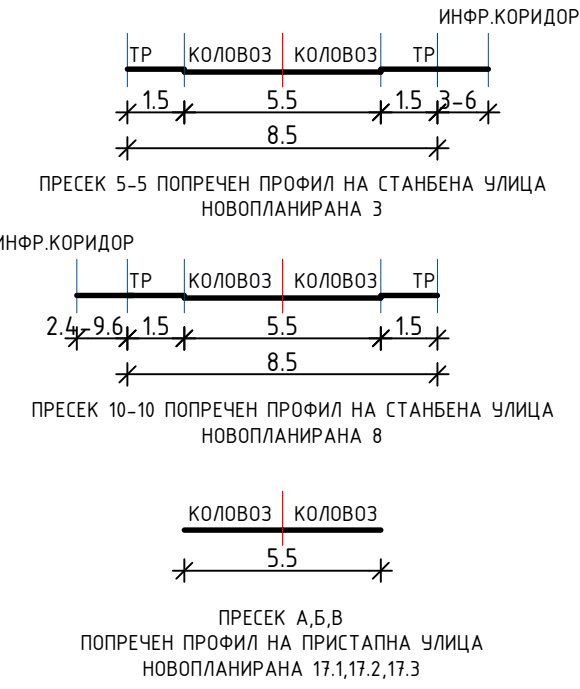 ИНФР.КОРИДОР
ТР КОЛОВОЗ КОЛОВОЗ ТР
1.5 5.5 1.5 3-6
8.5
ПРЕСЕК 5-5 ПОПРЕЧЕН ПРОФИЛ НА СТАНБЕНА УЛИЦА
НОВОПЛАНИРАНА 3
ИНФР.КОРИДОР
ТР КОЛОВОЗ КОЛОВОЗ ТР
2.4-9.6 1.5 5.5 1.5
8.5
ПРЕСЕК 10-10 ПОПРЕЧЕН ПРОФИЛ НА СТАНБЕНА УЛИЦА
НОВОПЛАНИРАНА 8
КОЛОВОЗ КОЛОВОЗ
5.5
ПРЕСЕК А,Б,В
ПОПРЕЧЕН ПРОФИЛ НА ПРИСТАПНА УЛИЦА
НОВОПЛАНИРАНА 17.1,17.2,17.3